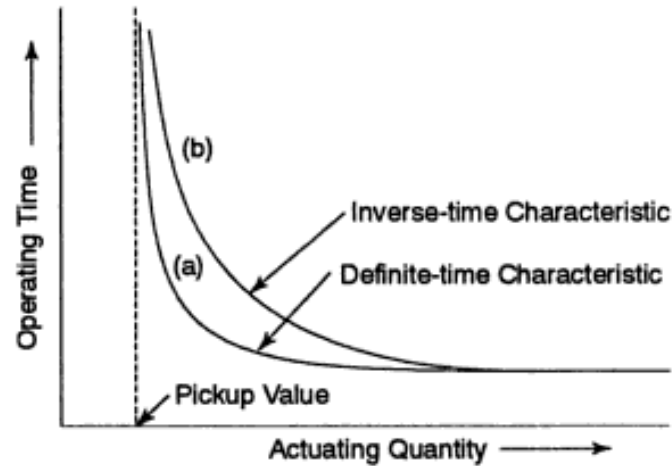 Operating Time
(b)
(a)
Inverse-time Characteristic
Definite-time Characteristic
Pickup Value
Actuating Quantity